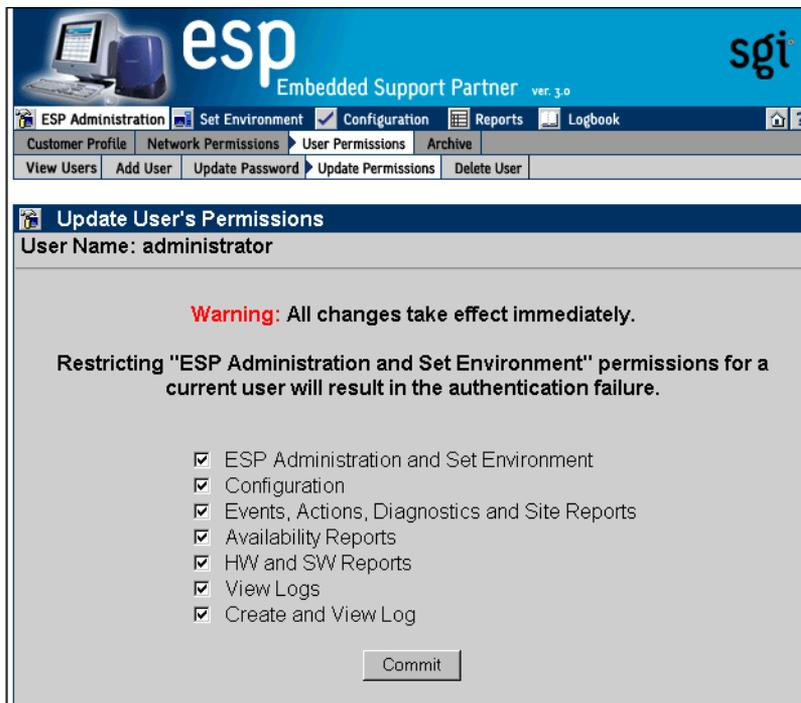 esp
Embedded Support Partner ver. 3.0
sgi
ESP Administration Set Environment Configuration Reports Logbook
Customer Profile Network Permissions User Permissions Archive
View Users Add User Update Password Update Permissions Delete User
Update User's Permissions
User Name: administrator
Warning: All changes take effect immediately.
Restricting "ESP Administration and Set Environment" permissions for a
current user will result in the authentication failure.
ESP Administration and Set Environment
Configuration
Events, Actions, Diagnostics and Site Reports
Availability Reports
HW and SW Reports
View Logs
Create and View Log
Commit